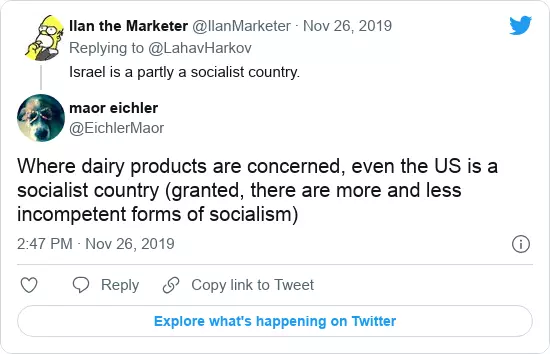 Ilan the Marketer @IlanMarketer · Nov 26, 2019
Replying to @LahavHarkov
Israel is a partly a socialist country.
maor eichler
@EichlerMaor
Where dairy products are concerned, even the US is a
socialist country (granted, there are more and less
incompetent forms of socialism)
2:47 PM · Nov 26, 2019
Reply
Copy link to Tweet
Explore what's happening on Twitter